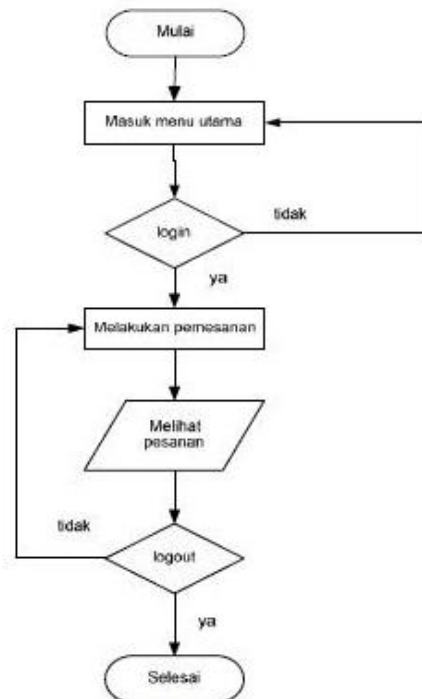 Mulai
Masuk menu utama
login
tidak
ya
Melakukan pemesanan
Melihat
pesanan
tidak
logout
ya
Selesai